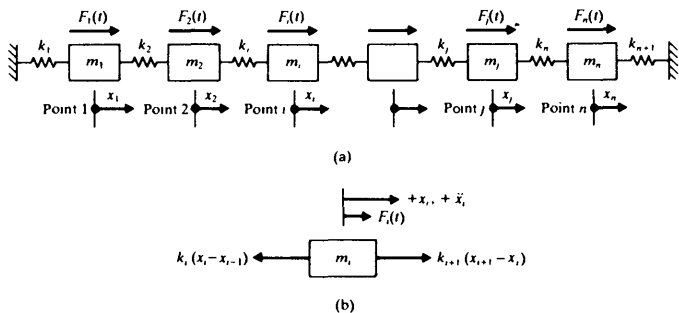 F₁(t) F₂(t) Fᵢ(t) Fⱼ(t) Fₙ(t)
k₁ m₁ k₂ m₂ kᵢ mᵢ kⱼ mⱼ kₙ mₙ kₙ₊₁
Point 1 x₁ Point 2 x₂ Point i xᵢ Point j xⱼ Point n xₙ
(a)
+xᵢ, + ẍᵢ
Fᵢ(t)
kᵢ (xᵢ − xᵢ₋₁) mᵢ kᵢ₊₁ (xᵢ₊₁ − xᵢ)
(b)